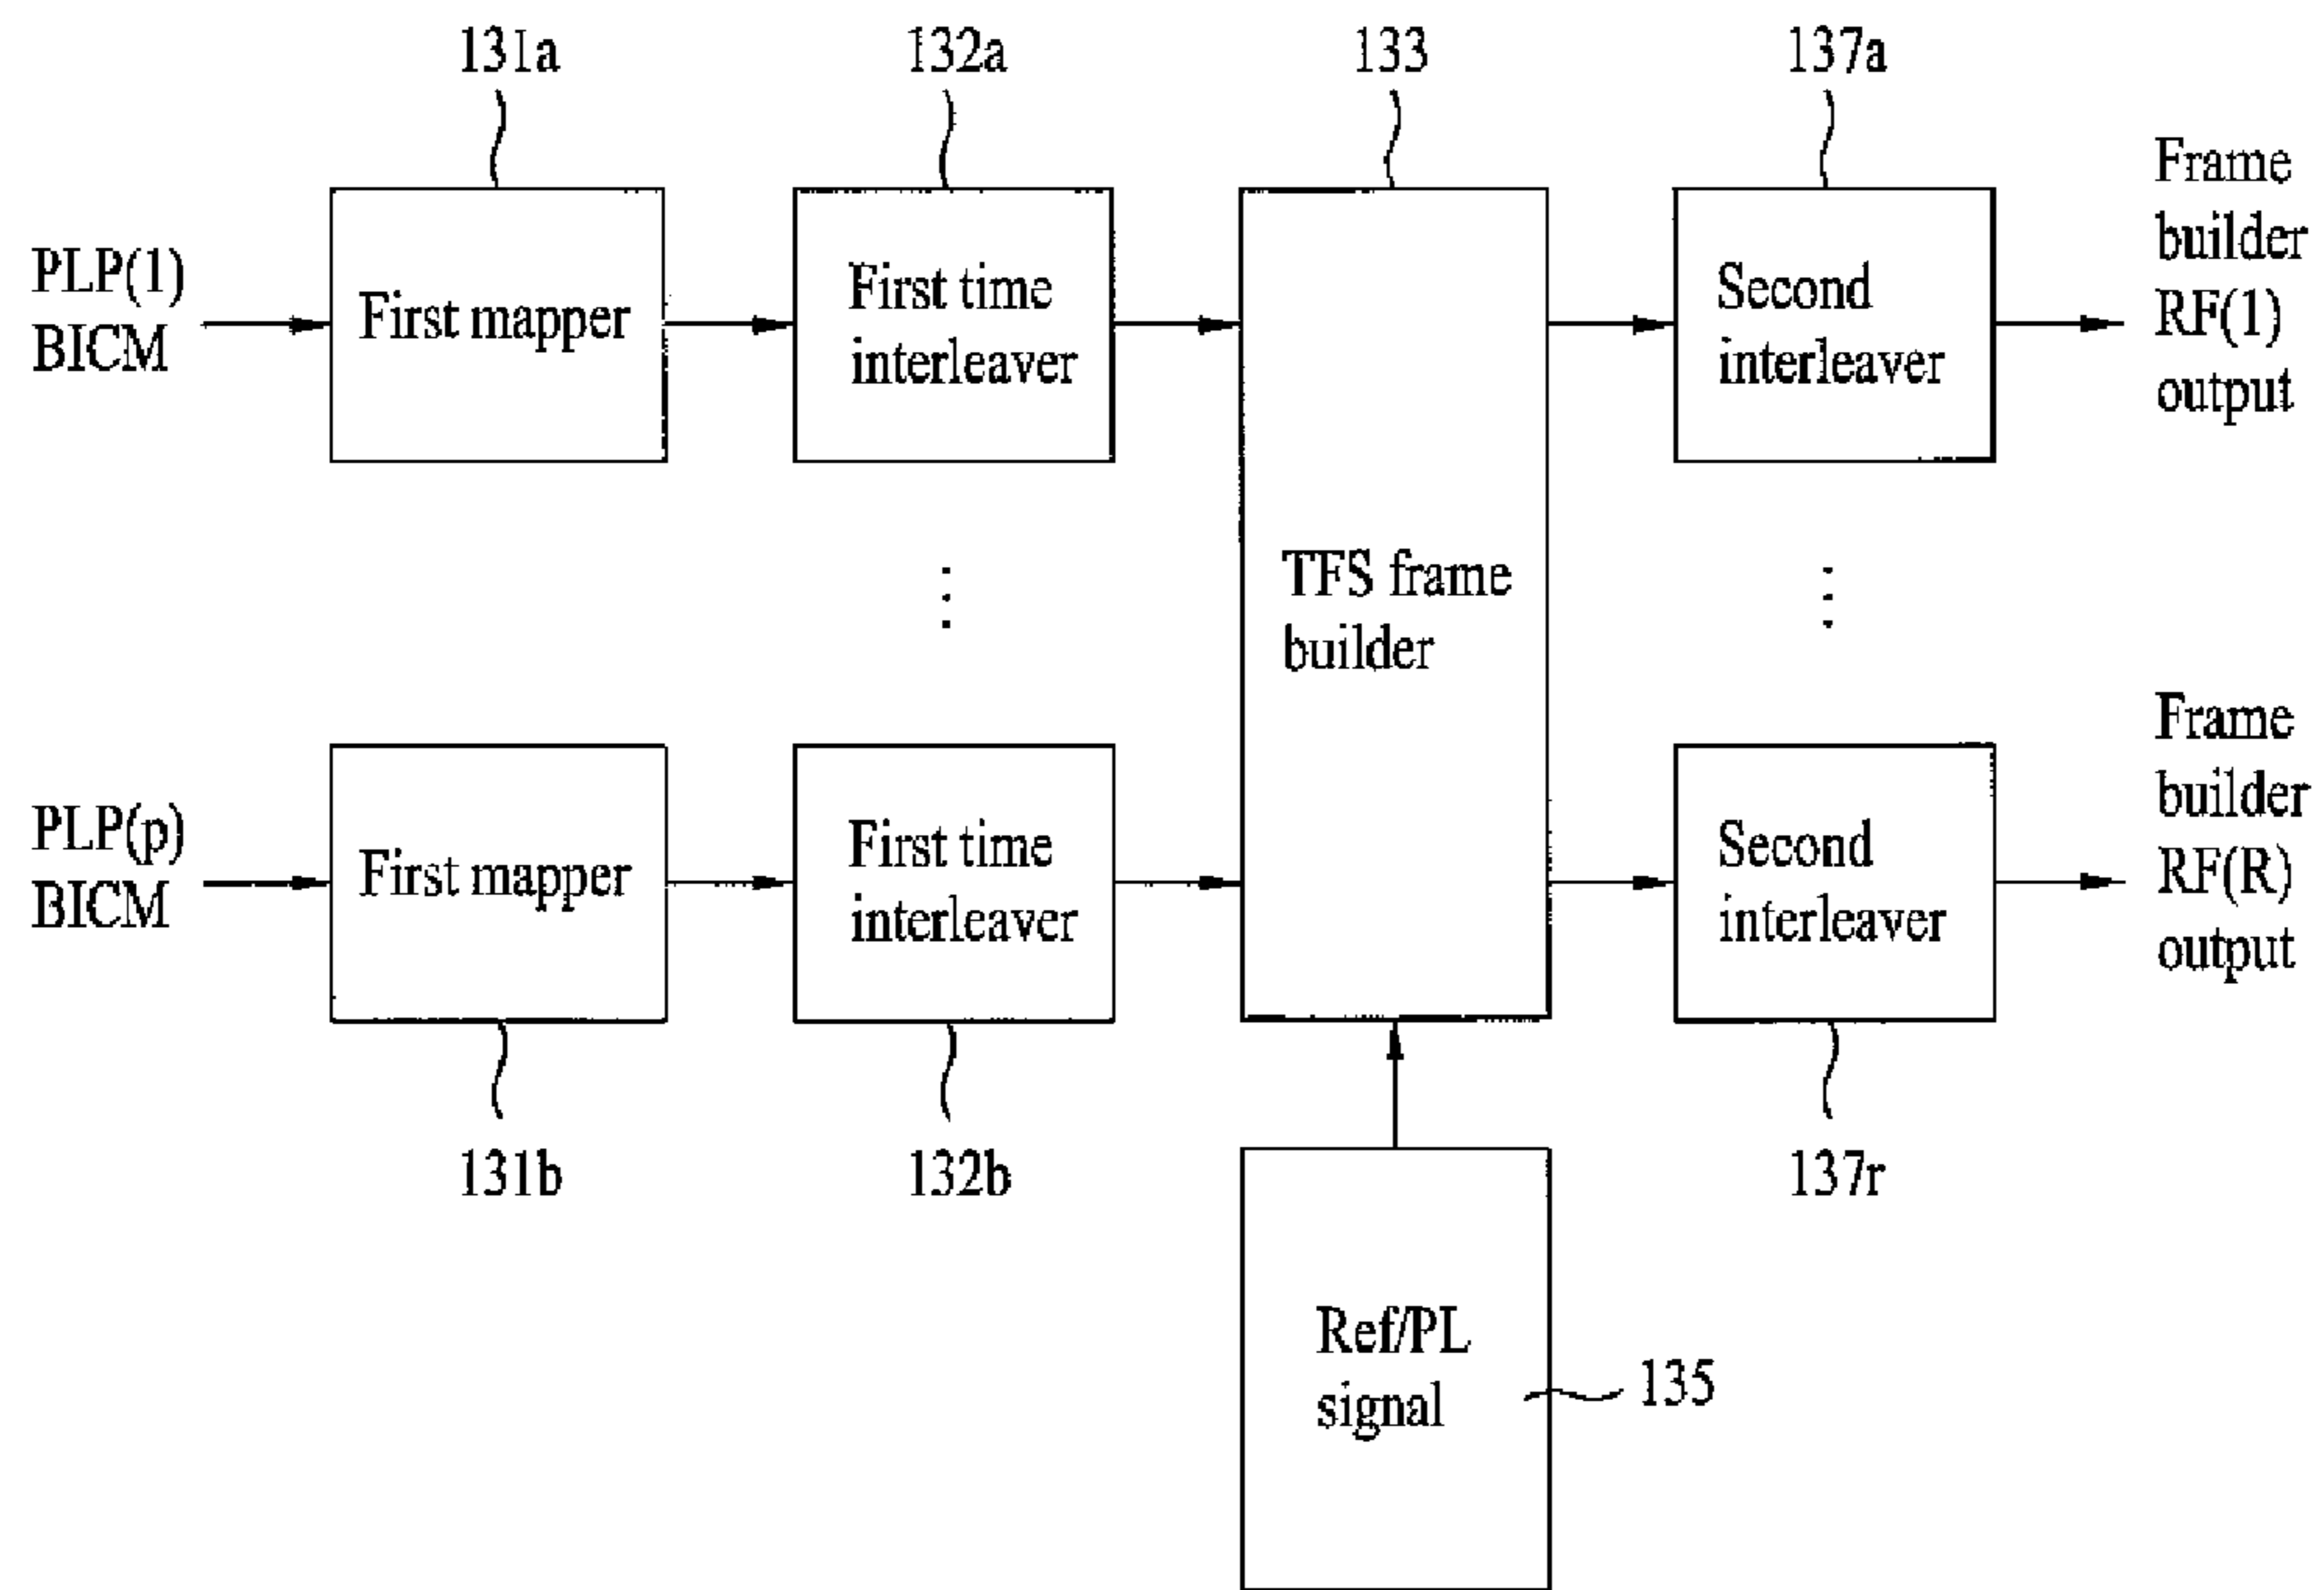 131a
132a
133
137a
PLP(1)
BICM
First mapper
First time
interleaver
TFS frame
builder
Second
interleaver
Frame
builder
RF(1)
output
PLP(p)
BICM
First mapper
First time
interleaver
Second
interleaver
Frame
builder
RF(R)
output
131b
132b
137r
Ref/PL
signal
135